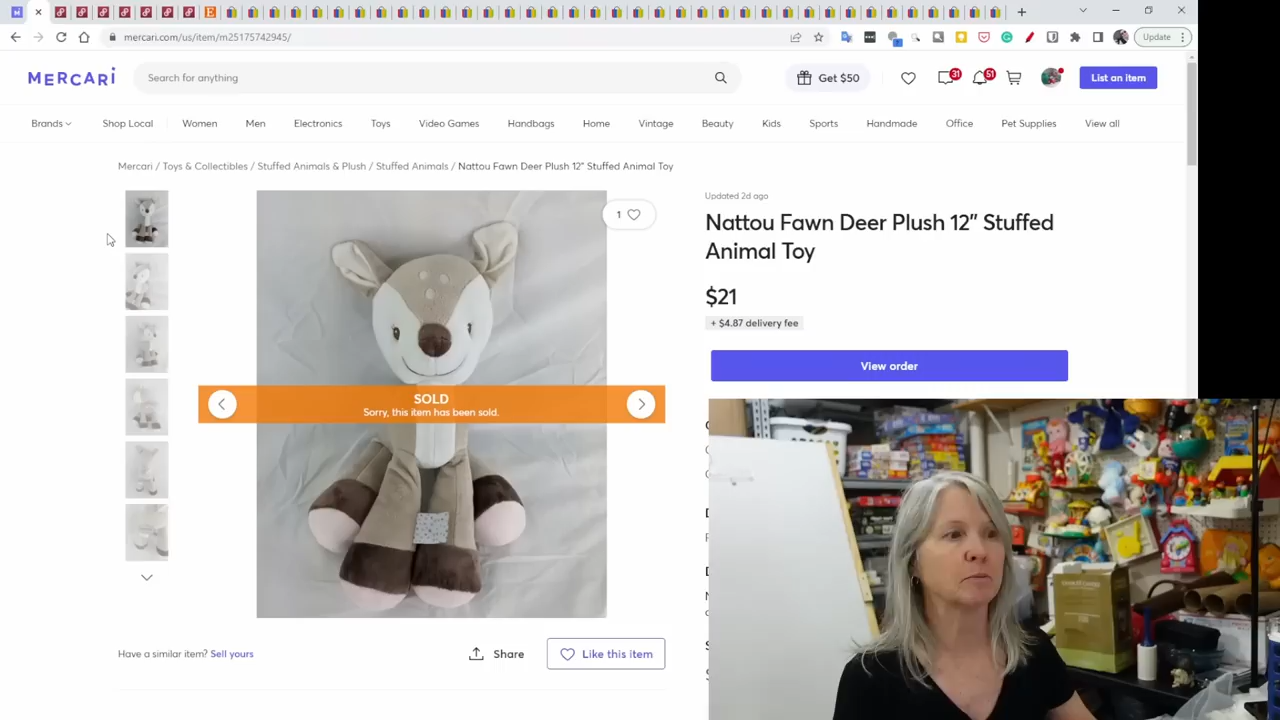 mercari.com/us/item/m25175742945/
Update
MERCARI
Search for anything
Get $50
31
51
List an item
Brands
Shop Local
Women
Men
Electronics
Toys
Video Games
Handbags
Home
Vintage
Beauty
Kids
Sports
Handmade
Office
Pet Supplies
View all
Mercari / Toys & Collectibles / Stuffed Animals & Plush / Stuffed Animals / Nattou Fawn Deer Plush 12" Stuffed Animal Toy
1
Updated 2d ago
Nattou Fawn Deer Plush 12" Stuffed
Animal Toy
$21
+ $4.87 delivery fee
View order
SOLD
Sorry, this item has been sold.
Have a similar item? Sell yours
Share
Like this item